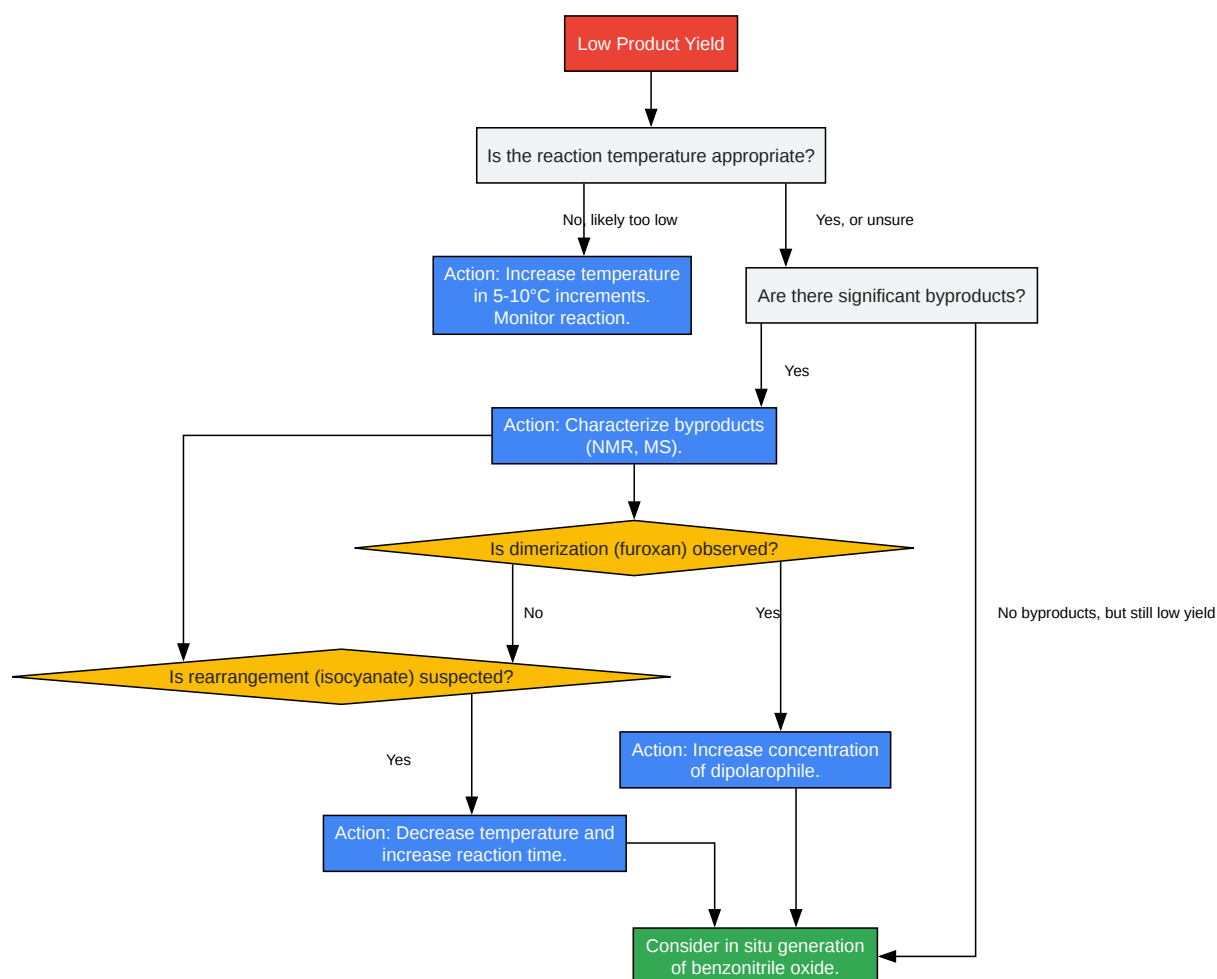 Low Product Yield
Is the reaction temperature appropriate?
No, likely too low
Yes, or unsure
Action: Increase temperature
in 5-10°C increments.
Monitor reaction.
Are there significant byproducts?
Yes
Action: Characterize byproducts
(NMR, MS).
Is dimerization (furoxan) observed?
No
Yes
No byproducts, but still low yield
Is rearrangement (isocyanate) suspected?
Yes
Action: Increase concentration
of dipolarophile.
Action: Decrease temperature and
increase reaction time.
Consider in situ generation
of benzonitrile oxide.